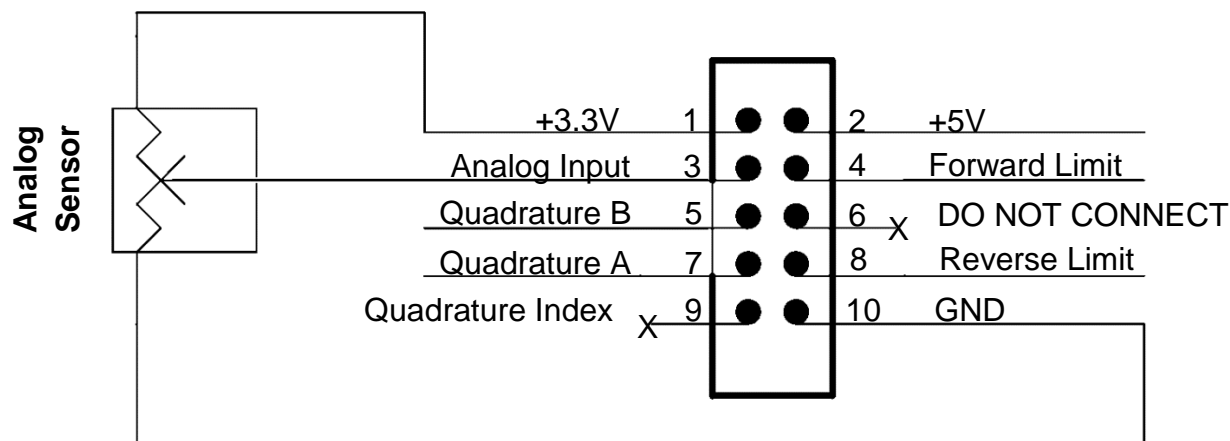 Analog
Sensor
+3.3V 1 2 +5V
Analog Input 3 4 Forward Limit
Quadrature B 5 6 X DO NOT CONNECT
Quadrature A 7 8 Reverse Limit
Quadrature Index X 9 10 GND